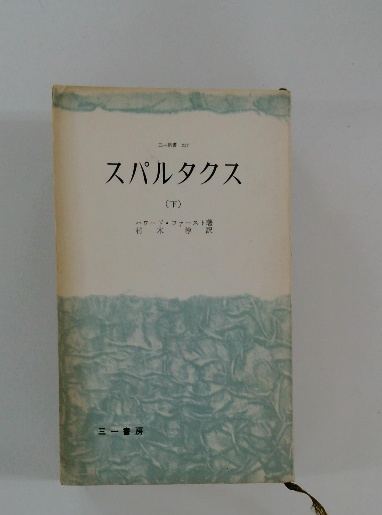 三一新書
スパルタクス
(下)
ハワード・ファースト著
村木淳訳
三一書房